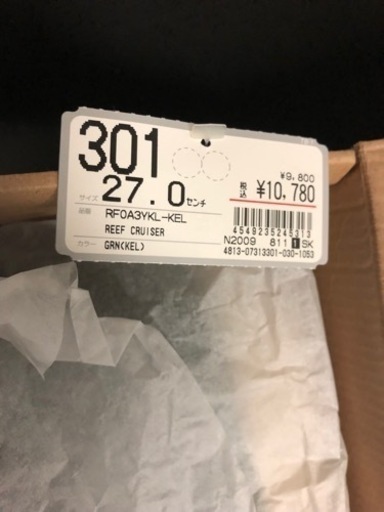 301
サイズ 27.0センチ
品番 RF0A3YKL-KEL
REEF CRUISER
カラー GRN(KEL)
¥9,800
税込 ¥10,780
4549235245313
N2009 811 1 SK
4813-07313301-030-1053